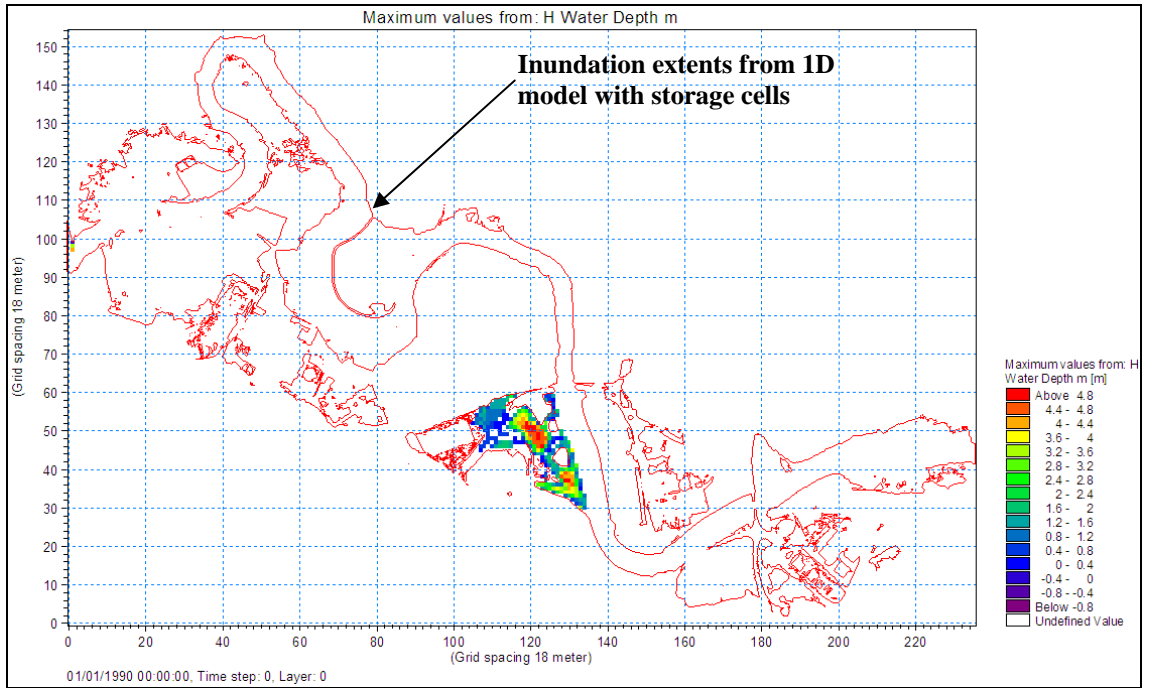 Maximum values from: H Water Depth m
Inundation extents from 1D
model with storage cells
150
140
130
120
110
100
90
80
70
60
50
40
30
20
10
0
(Grid spacing 18 meter)
0 20 40 60 80 100 120 140 160 180 200 220
(Grid spacing 18 meter)
01/01/1990 00:00:00, Time step: 0, Layer: 0
Maximum values from: H
Water Depth m [m]
Above 4.8
4.4 - 4.8
4 - 4.4
3.6 - 4
3.2 - 3.6
2.8 - 3.2
2.4 - 2.8
2 - 2.4
1.6 - 2
1.2 - 1.6
0.8 - 1.2
0.4 - 0.8
0 - 0.4
-0.4 - 0
-0.8 - -0.4
Below -0.8
Undefined Value